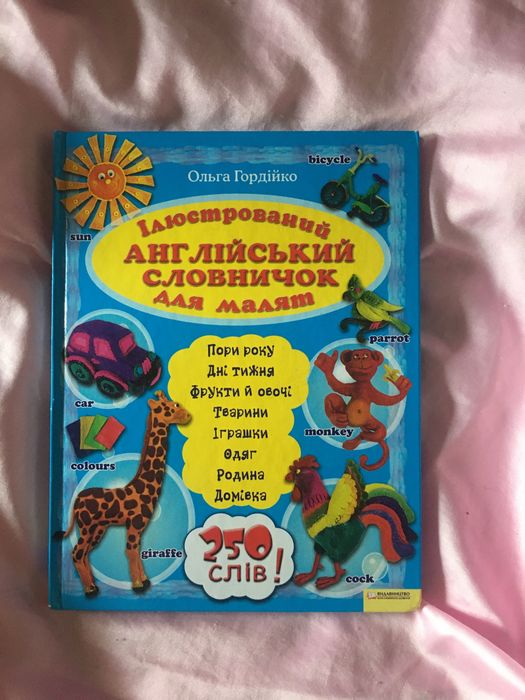 Ольга Гордійко
bicycle
sun
Ілюстрований
АНГЛІЙСЬКИЙ
СЛОВНИЧОК
ДЛЯ МАЛЯТ
parrot
Пори року
Дні тижня
Фрукти й овочі
Тварини
Іграшки
Одяг
Родина
Домівка
car
monkey
colours
giraffe
250
СЛІВ!
cock
ВИДАВНИЦТВО